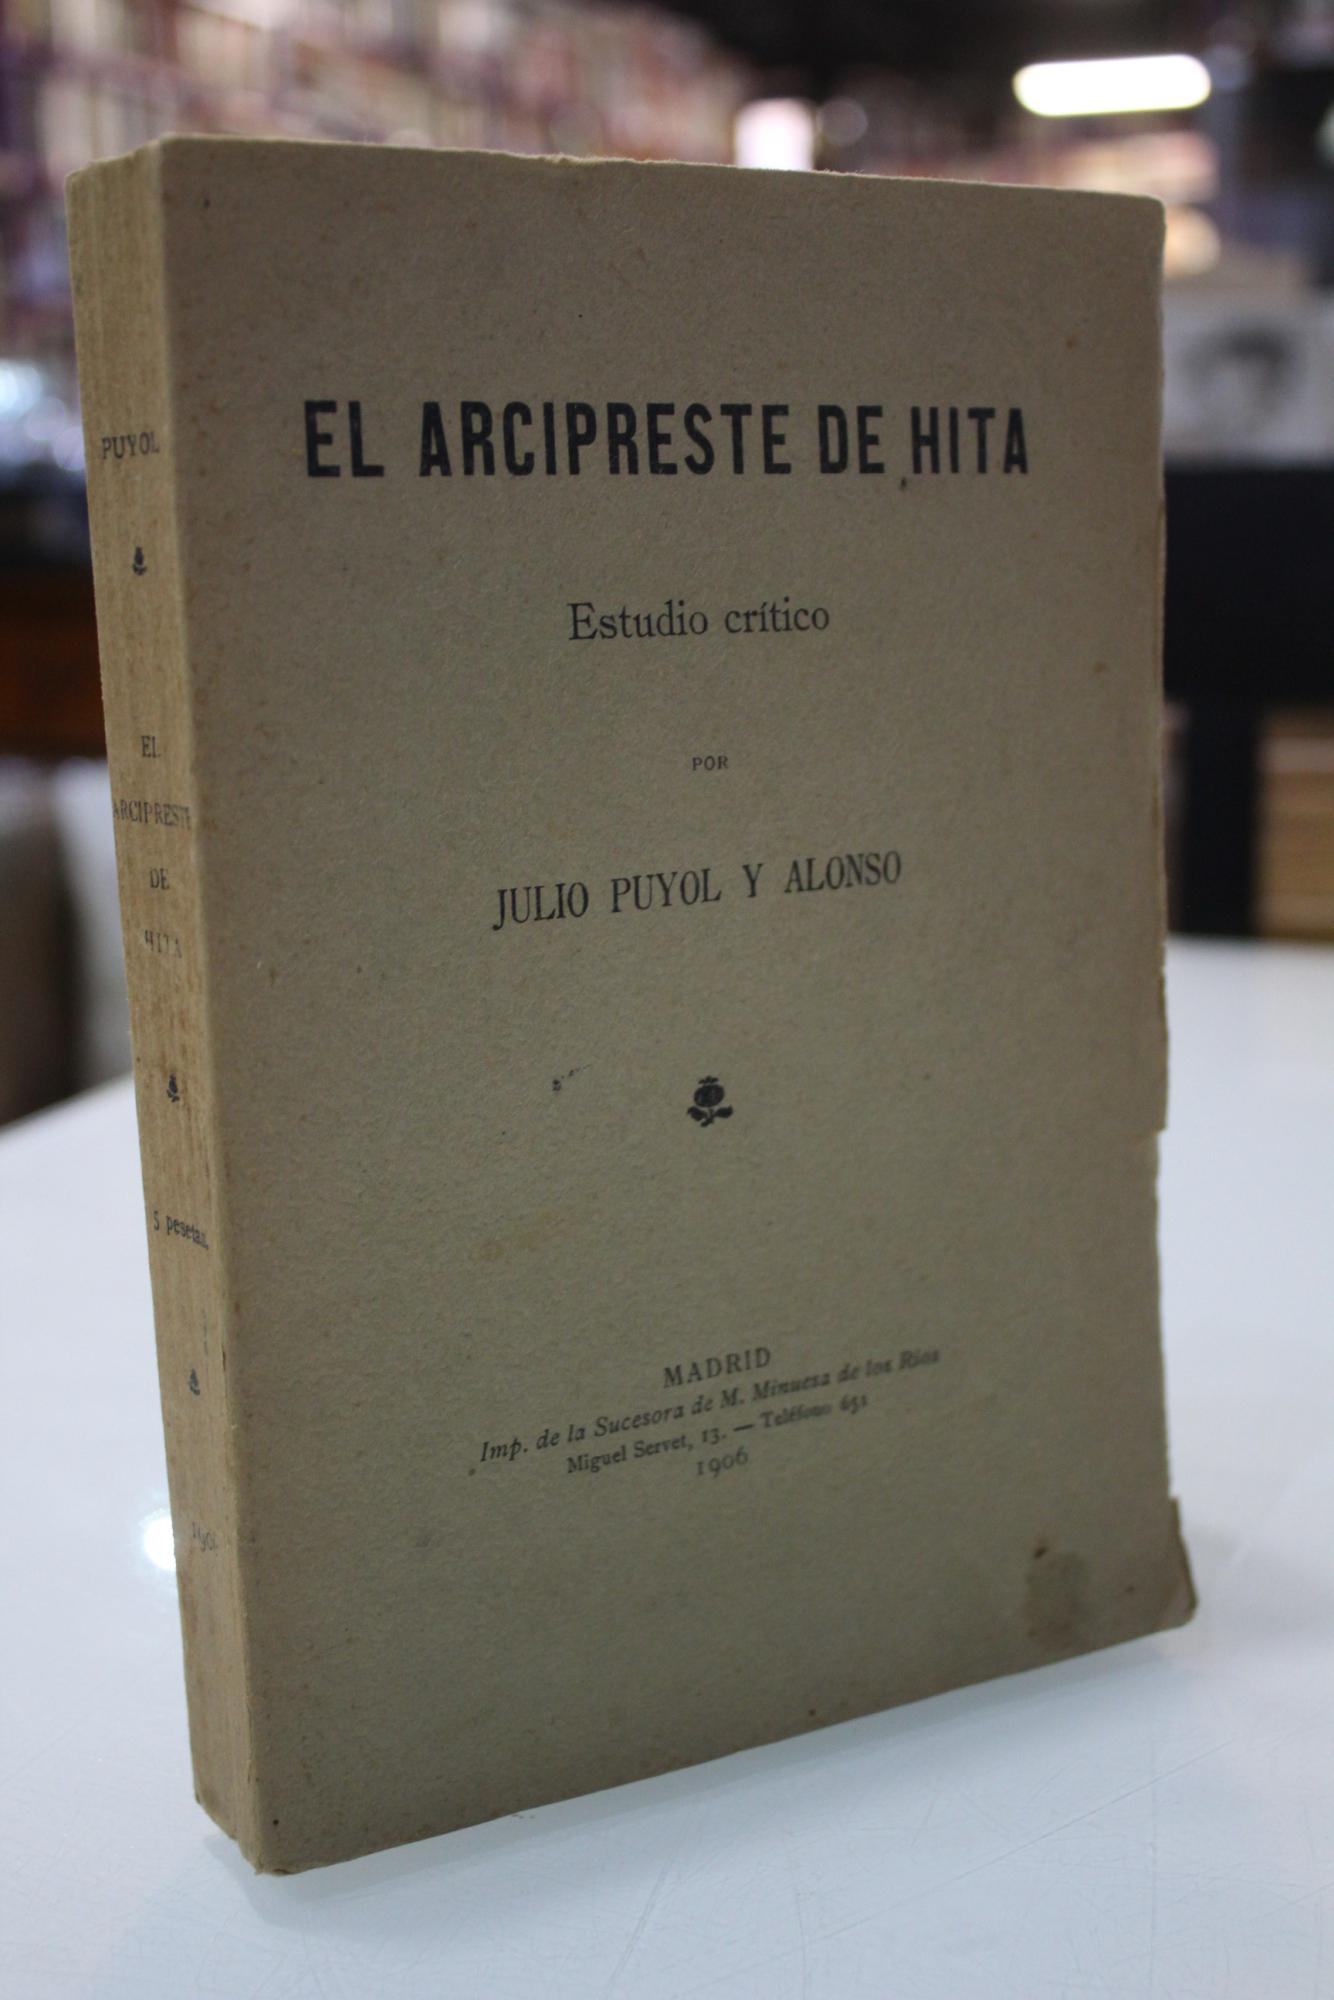 EL ARCIPRESTE DE HITA
Estudio crítico
POR
JULIO PUYOL Y ALONSO
MADRID
Imp. de la Sucesora de M. Minuesa de los Ríos
Miguel Servet, 13. — Teléfono 651
1906
PUYOL
EL
ARCIPRESTE
DE
HITA
5 pesetas.